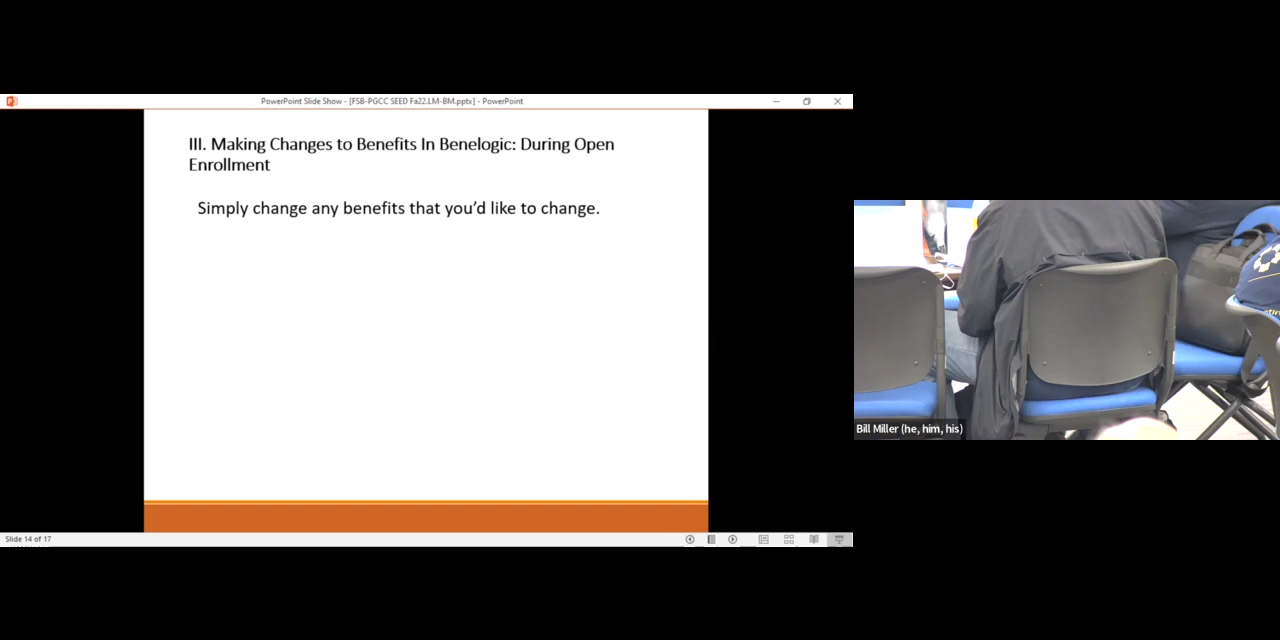 PowerPoint Slide Show - [FSB-PGCC SEED Fa22.LM-BM.pptx] - PowerPoint
III. Making Changes to Benefits In Benelogic: During Open
Enrollment
Simply change any benefits that you’d like to change.
Bill Miller (he, him, his)
Slide 14 of 17